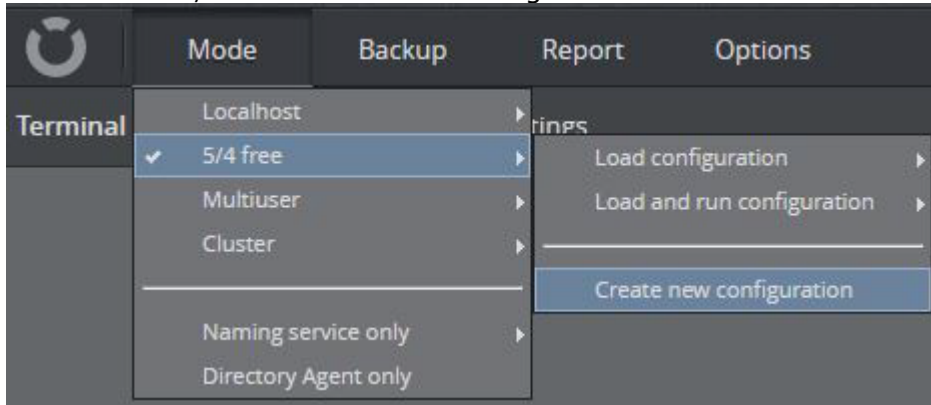 Mode Backup Report Options
Terminal
tings
Localhost
5/4 free
Multiuser
Cluster
Naming service only
Directory Agent only
Load configuration
Load and run configuration
Create new configuration